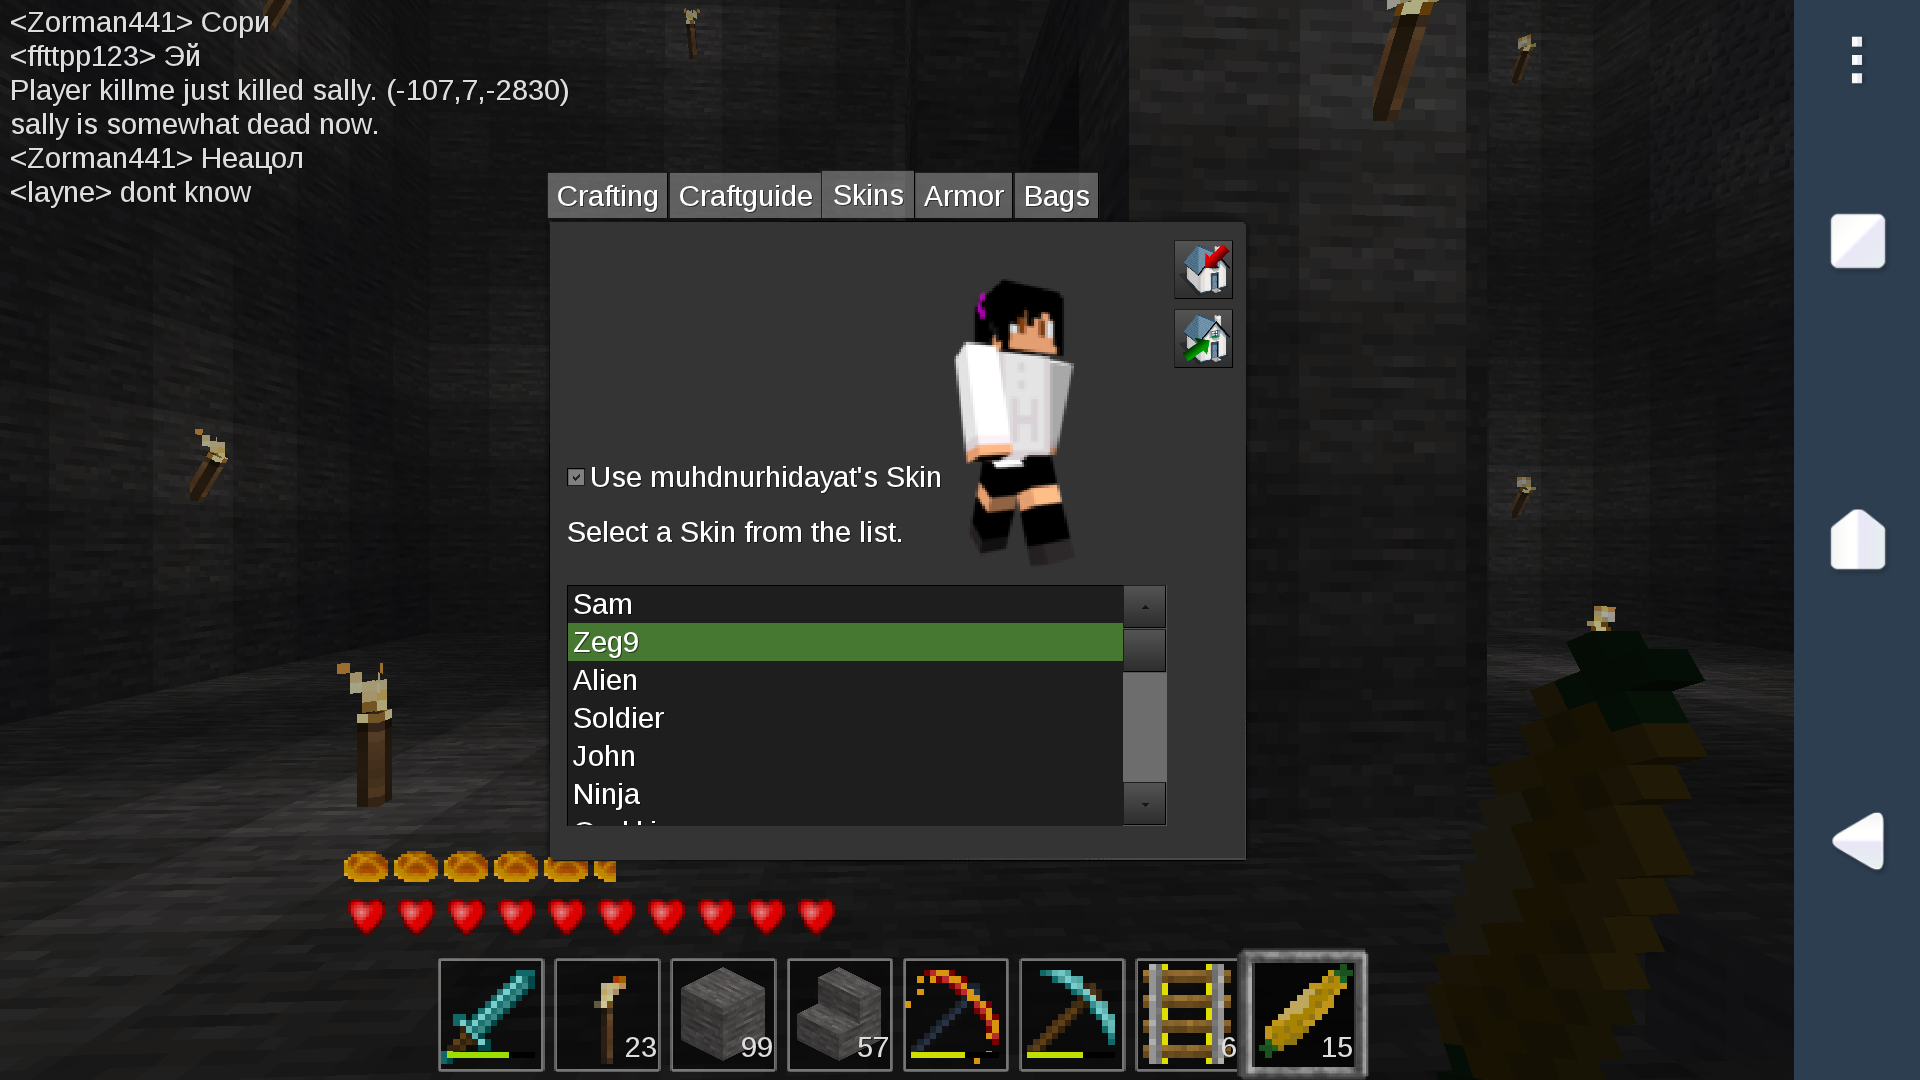 <Zorman441> Сори
<ffttpp123> Эй
Player killme just killed sally. (-107,7,-2830)
sally is somewhat dead now.
<Zorman441> Неацол
<layne> dont know
Crafting Craftguide Skins Armor Bags
H
Use muhdnurhidayat's Skin
Select a Skin from the list.
Sam
Zeg9
Alien
Soldier
John
Ninja
23 99 57 6 15